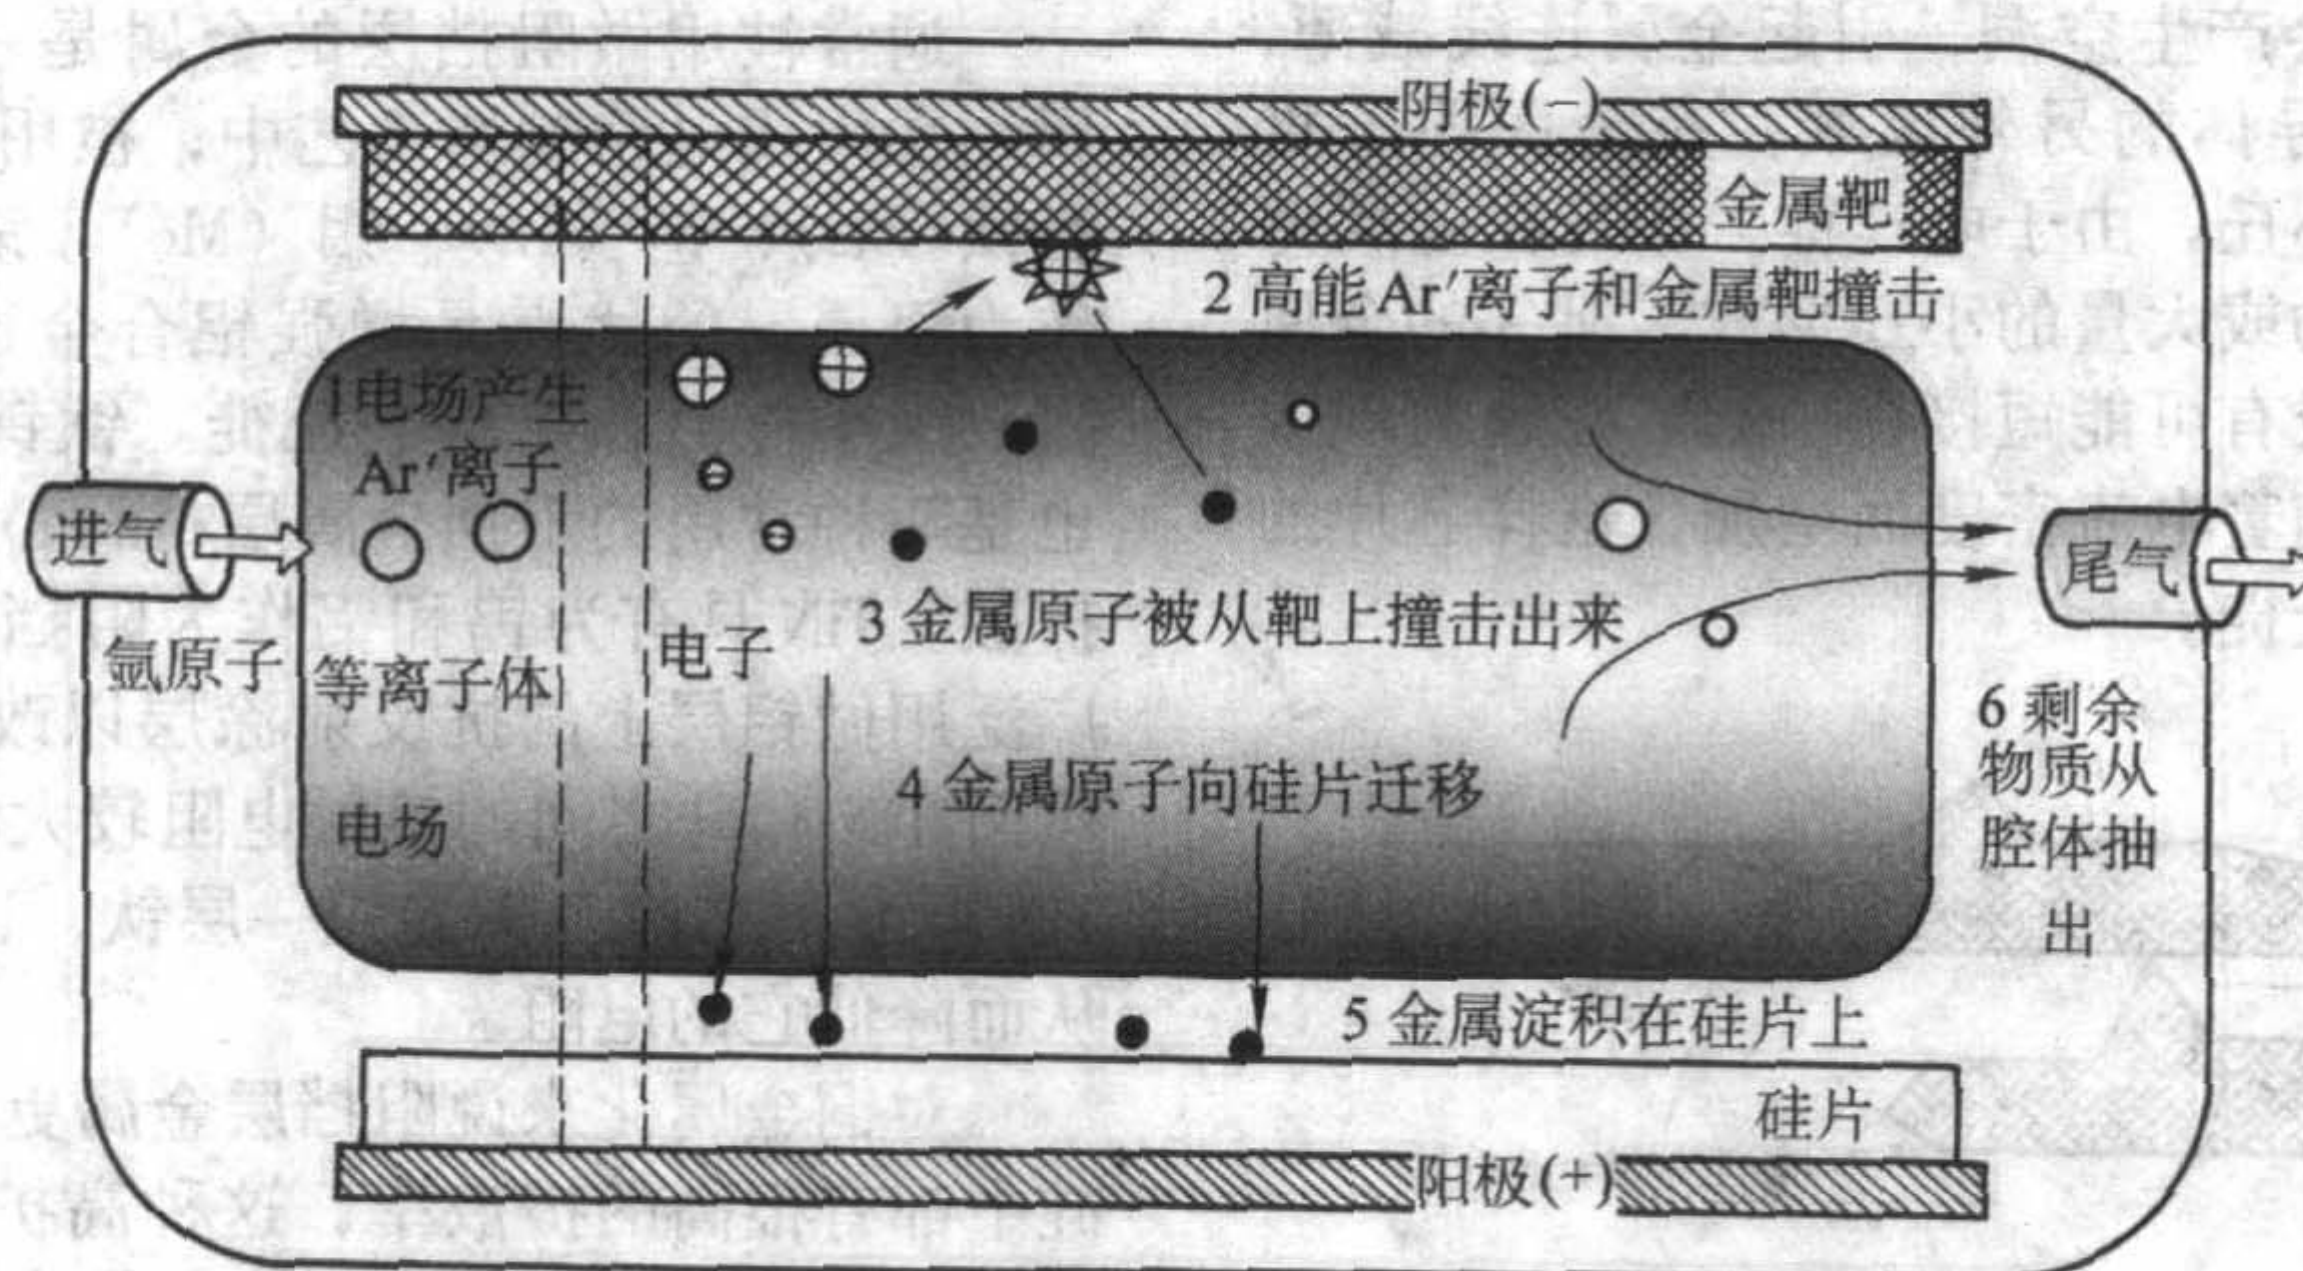 阴极(−)
金属靶
2 高能 Ar′离子和金属靶撞击
1 电场产生
Ar′离子
进气
尾气
3 金属原子被从靶上撞击出来
电子
氩原子
等离子体
6 剩余
物质从
腔体抽
出
4 金属原子向硅片迁移
电场
5 金属淀积在硅片上
硅片
阳极(+)